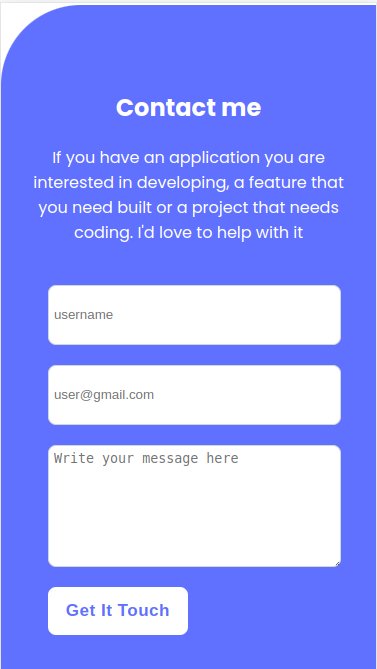 Contact me
If you have an application you are
interested in developing, a feature that
you need built or a project that needs
coding. I'd love to help with it
username
user@gmail.com
Write your message here
Get It Touch